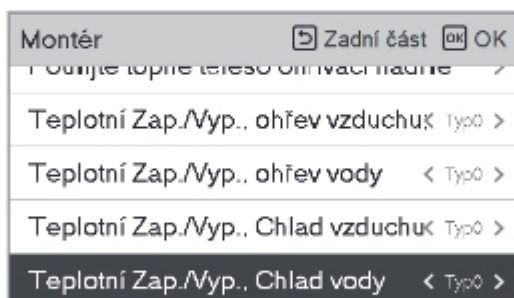 Montér Zadní část OK OK
Teplotní Zap./Vyp., ohřev vzduchu < Typ0 >
Teplotní Zap./Vyp., ohřev vody < Typ0 >
Teplotní Zap./Vyp., Chlad vzduchu < Typ0 >
Teplotní Zap./Vyp., Chlad vody < Typ0 >